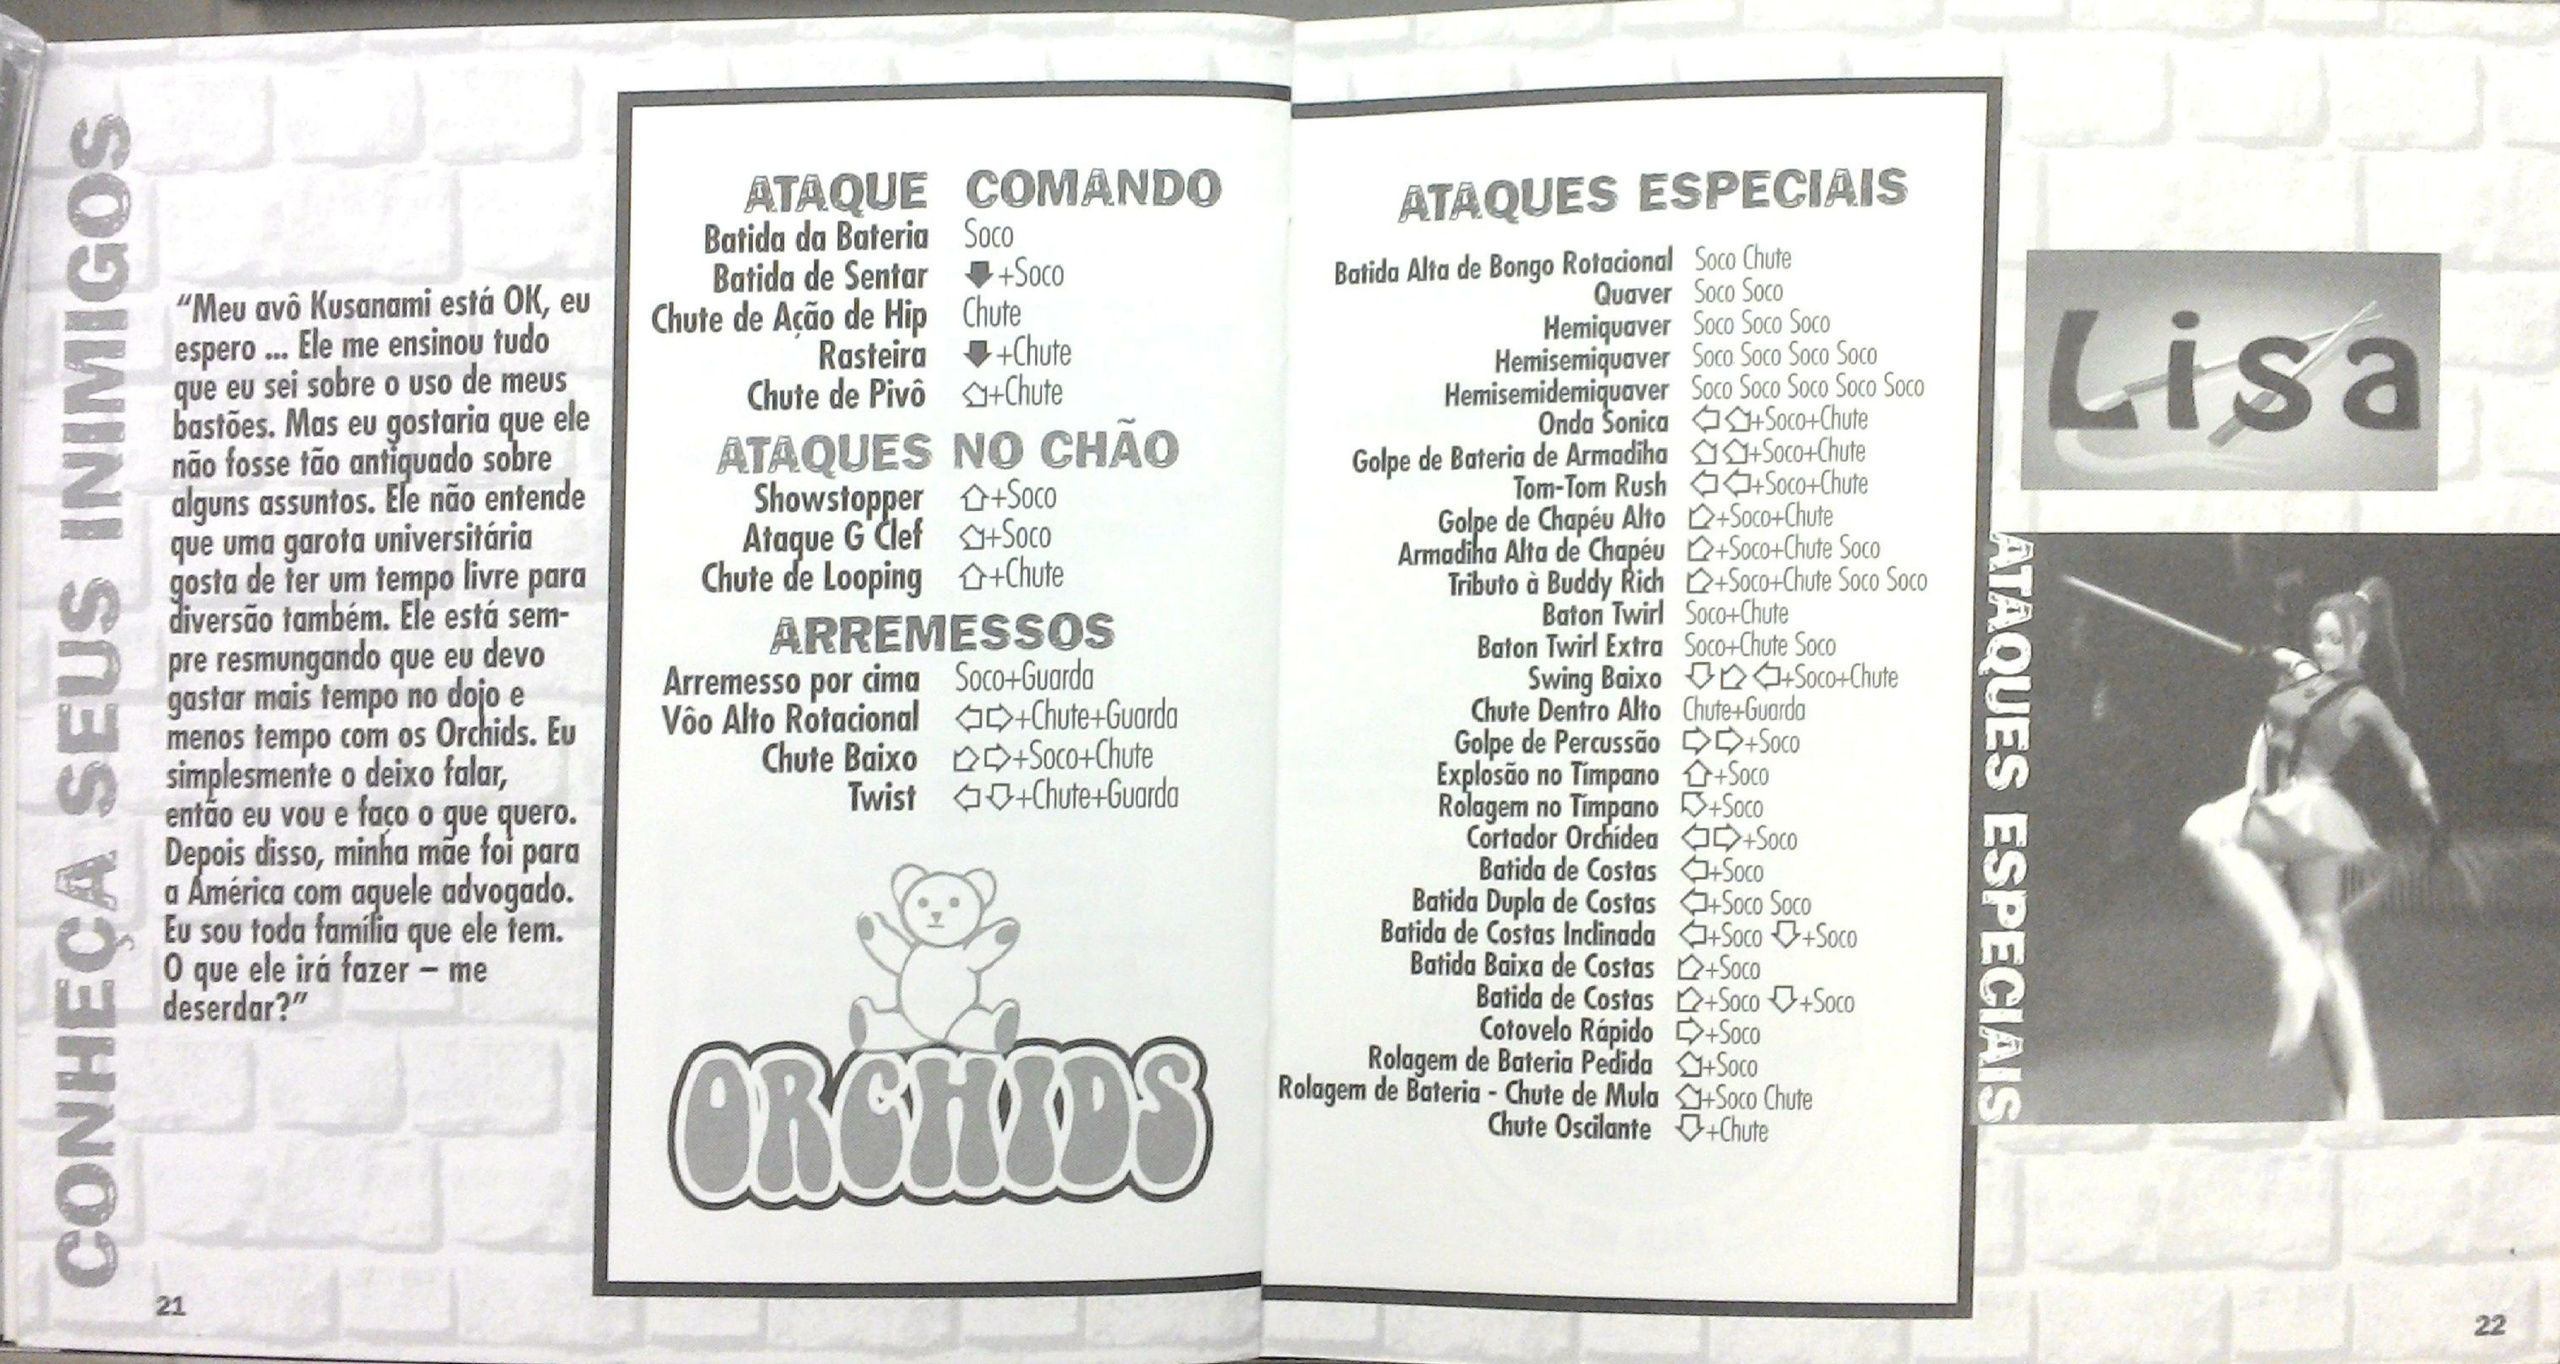 CONHEÇA SEUS INIMIGOS
“Meu avô Kusanami está OK, eu
espero ... Ele me ensinou tudo
que eu sei sobre o uso de meus
bastões. Mas eu gostaria que ele
não fosse tão antiquado sobre
alguns assuntos. Ele não entende
que uma garota universitária
gosta de ter um tempo livre para
diversão também. Ele está sem-
pre resmungando que eu devo
gastar mais tempo no dojo e
menos tempo com os Orchids. Eu
simplesmente o deixo falar,
então eu vou e faço o que quero.
Depois disso, minha mãe foi para
a América com aquele advogado.
Eu sou toda família que ele tem.
O que ele irá fazer – me
deserdar?”
21
ATAQUE COMANDO
Batida da Bateria Soco
Batida de Sentar ⬇+Soco
Chute de Ação de Hip Chute
Rasteira ⬇+Chute
Chute de Pivô ⬂+Chute
ATAQUES NO CHÃO
Showstopper ⇧+Soco
Ataque G Clef ⬂+Soco
Chute de Looping ⇧+Chute
ARREMESSOS
Arremesso por cima Soco+Guarda
Vôo Alto Rotacional ⇦⇨+Chute+Guarda
Chute Baixo ⬃⇨+Soco+Chute
Twist ⇦⇩+Chute+Guarda
ORCHIDS
ATAQUES ESPECIAIS
Batida Alta de Bongo Rotacional Soco Chute
Quaver Soco Soco
Hemiquaver Soco Soco Soco
Hemisemiquaver Soco Soco Soco Soco
Hemisemidemiquaver Soco Soco Soco Soco Soco
Onda Sonica ⇦⬂+Soco+Chute
Golpe de Bateria de Armadiha ⬂⬂+Soco+Chute
Tom-Tom Rush ⇦⇦+Soco+Chute
Golpe de Chapéu Alto ⬃+Soco+Chute
Armadiha Alta de Chapéu ⬃+Soco+Chute Soco
Tributo à Buddy Rich ⬃+Soco+Chute Soco Soco
Baton Twirl Soco+Chute
Baton Twirl Extra Soco+Chute Soco
Swing Baixo ⇩⬃⇦+Soco+Chute
Chute Dentro Alto Chute+Guarda
Golpe de Percussão ⇨⇨+Soco
Explosão no Tímpano ⇧+Soco
Rolagem no Tímpano ⬁+Soco
Cortador Orchídea ⇦⇨+Soco
Batida de Costas ⇦+Soco
Batida Dupla de Costas ⇦+Soco Soco
Batida de Costas Inclinada ⇦+Soco ⇩+Soco
Batida Baixa de Costas ⬃+Soco
Batida de Costas ⬃+Soco ⇩+Soco
Cotovelo Rápido ⇨+Soco
Rolagem de Bateria Pedida ⬂+Soco
Rolagem de Bateria - Chute de Mula ⬂+Soco Chute
Chute Oscilante ⇩+Chute
ATAQUES ESPECIAIS
Lisa
22